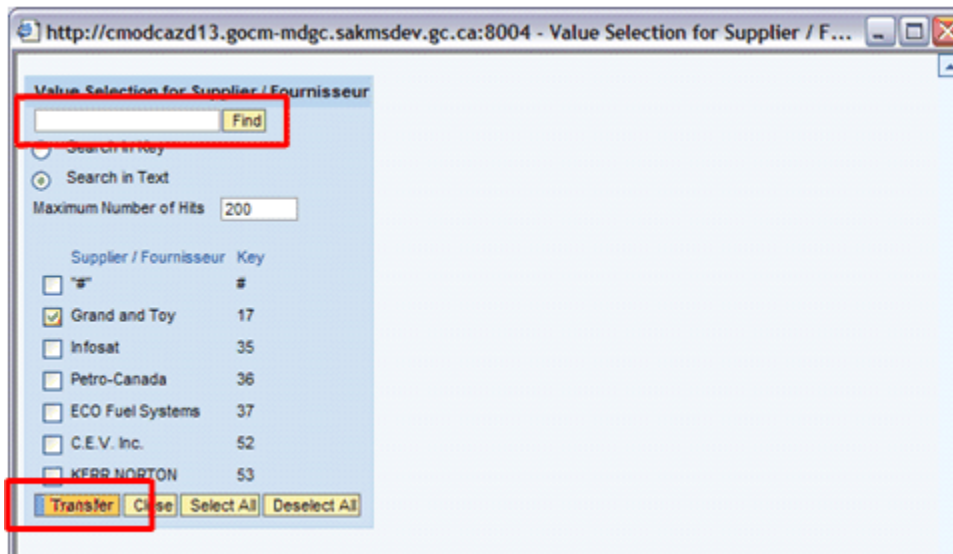 http://cmodcazd13.gocm-mdgc.sakmsdev.gc.ca:8004 - Value Selection for Supplier / F...
Value Selection for Supplier / Fournisseur
Find
Search in Key
Search in Text
Maximum Number of Hits 200
Supplier / Fournisseur Key
"#" #
Grand and Toy 17
Infosat 35
Petro-Canada 36
ECO Fuel Systems 37
C.E.V. Inc. 52
KERR NORTON 53
Transfer Close Select All Deselect All